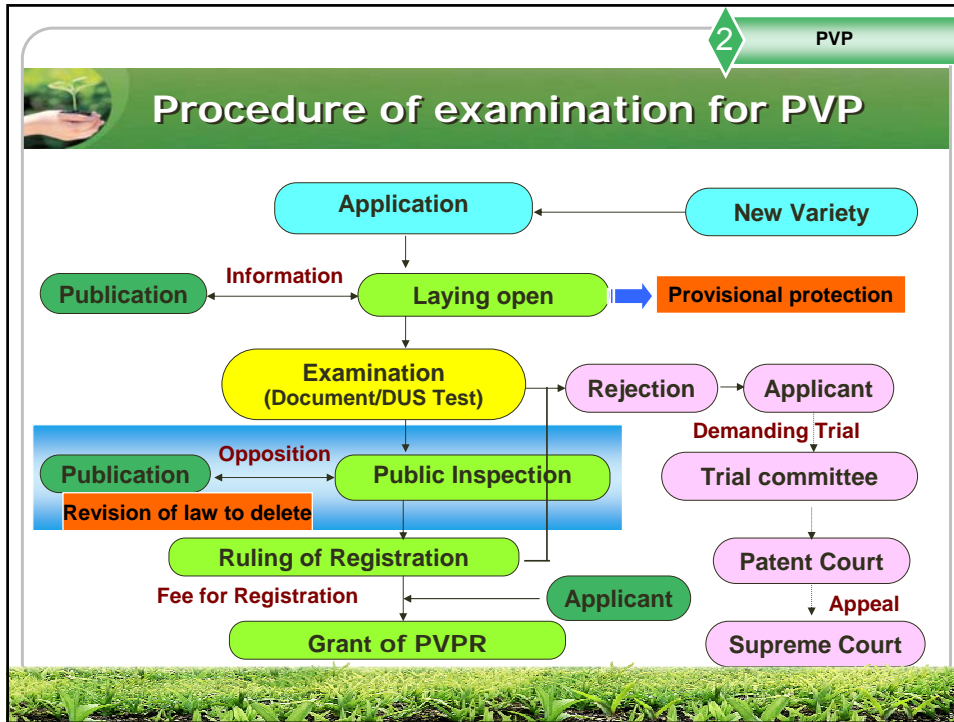 2
PVP
Procedure of examination for PVP
Application
New Variety
Information
Publication
Laying open
Provisional protection
Examination
(Document/DUS Test)
Rejection
Applicant
Demanding Trial
Opposition
Publication
Public Inspection
Trial committee
Revision of law to delete
Ruling of Registration
Patent Court
Fee for Registration
Applicant
Appeal
Grant of PVPR
Supreme Court